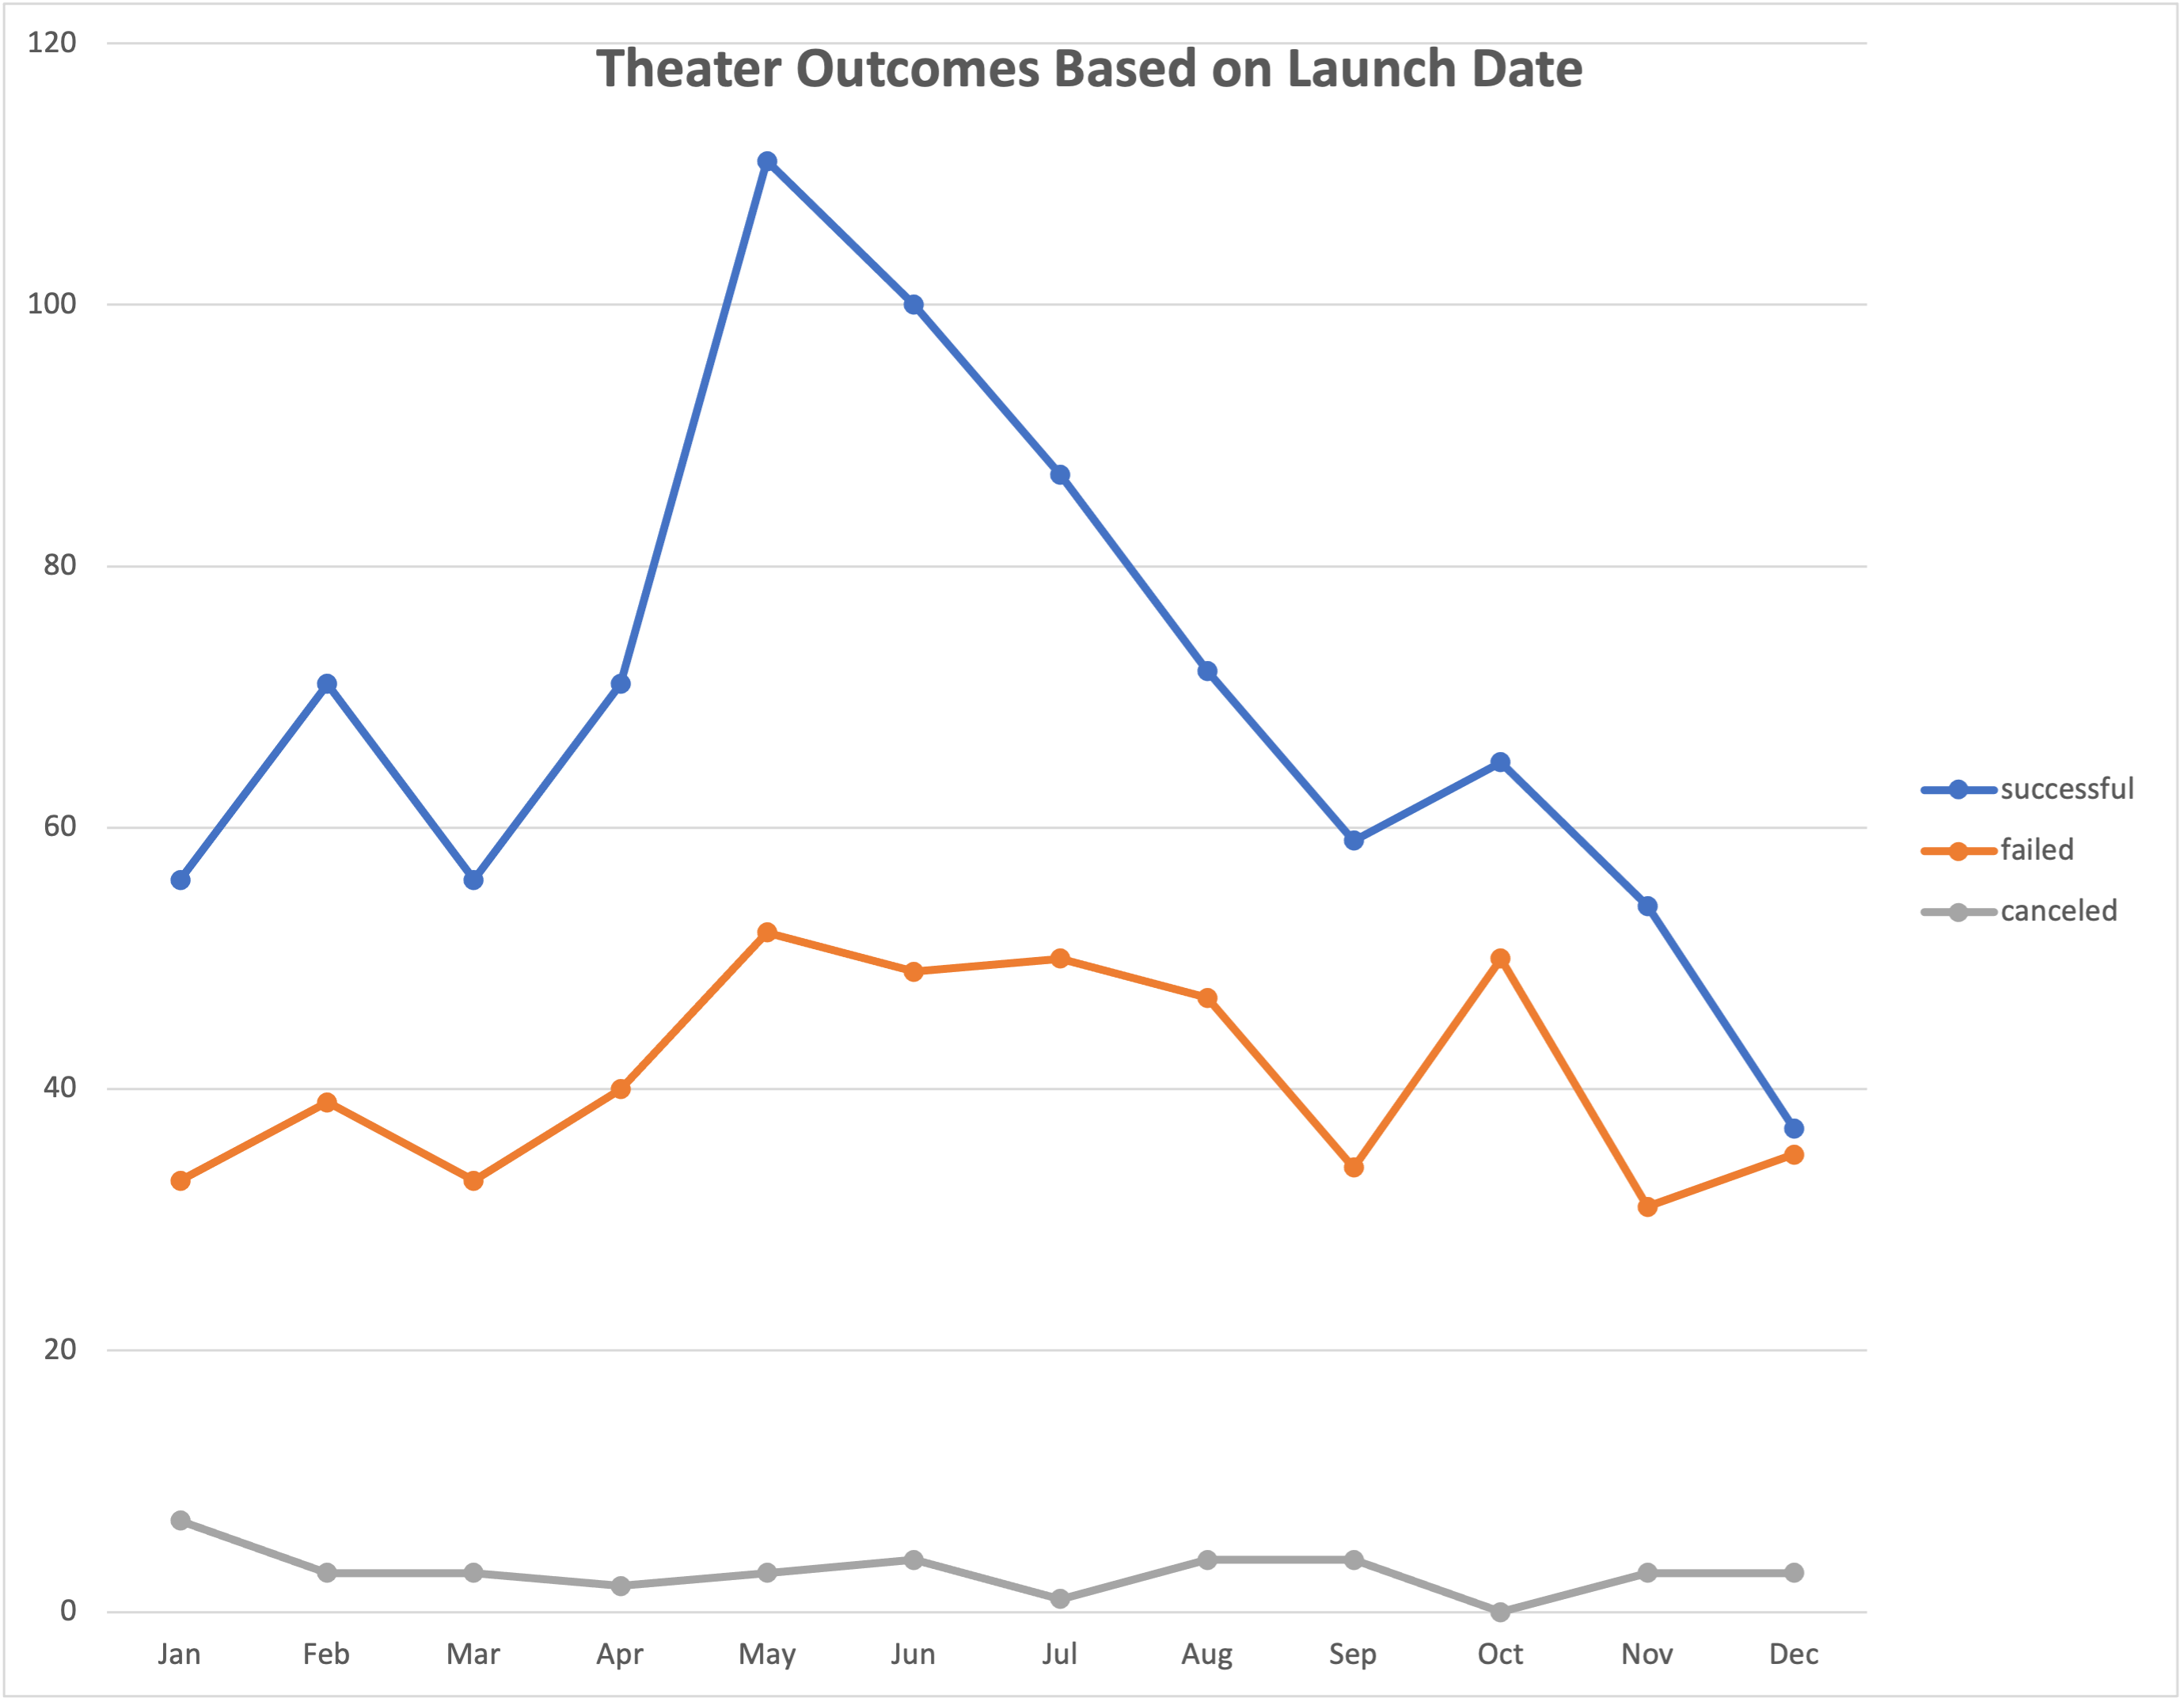 Theater Outcomes Based on Launch Date
120
100
80
60
40
20
0
Jan Feb Mar Apr May Jun Jul Aug Sep Oct Nov Dec
successful
failed
canceled